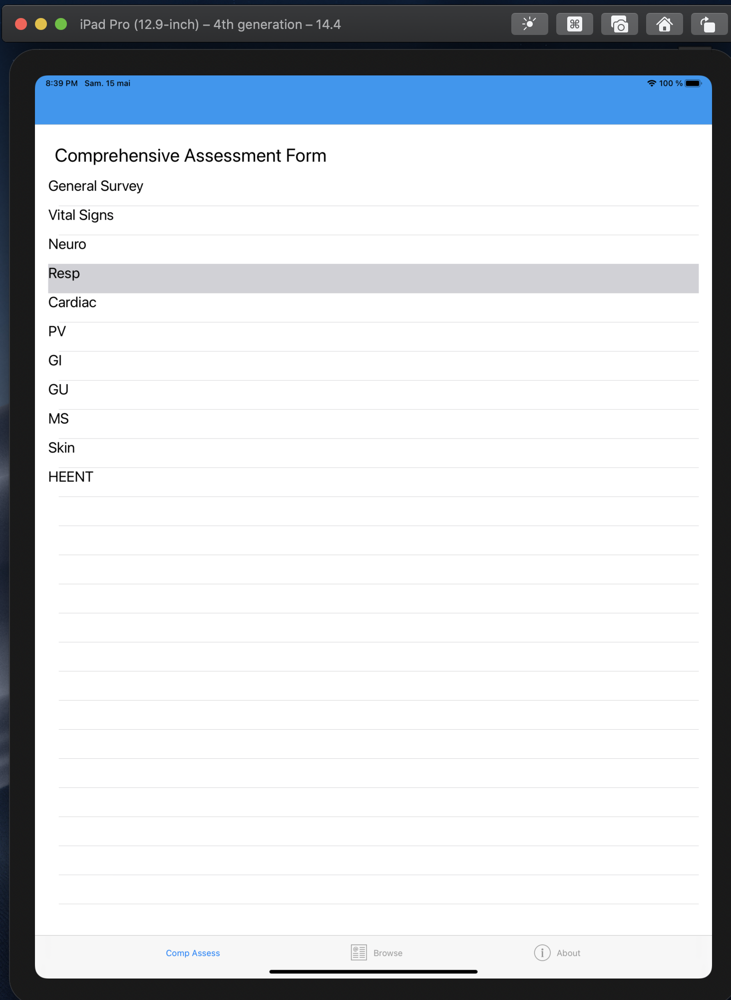 iPad Pro (12.9-inch) – 4th generation – 14.4
8:39 PM Sam. 15 mai
100 %
Comprehensive Assessment Form
General Survey
Vital Signs
Neuro
Resp
Cardiac
PV
GI
GU
MS
Skin
HEENT
Comp Assess
Browse
About